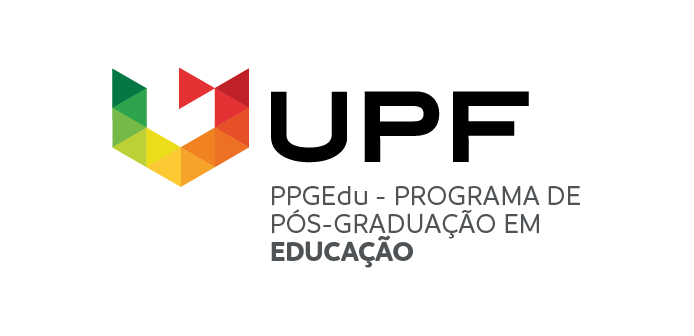 UPF
PPGEdu - PROGRAMA DE
PÓS-GRADUAÇÃO EM
EDUCAÇÃO